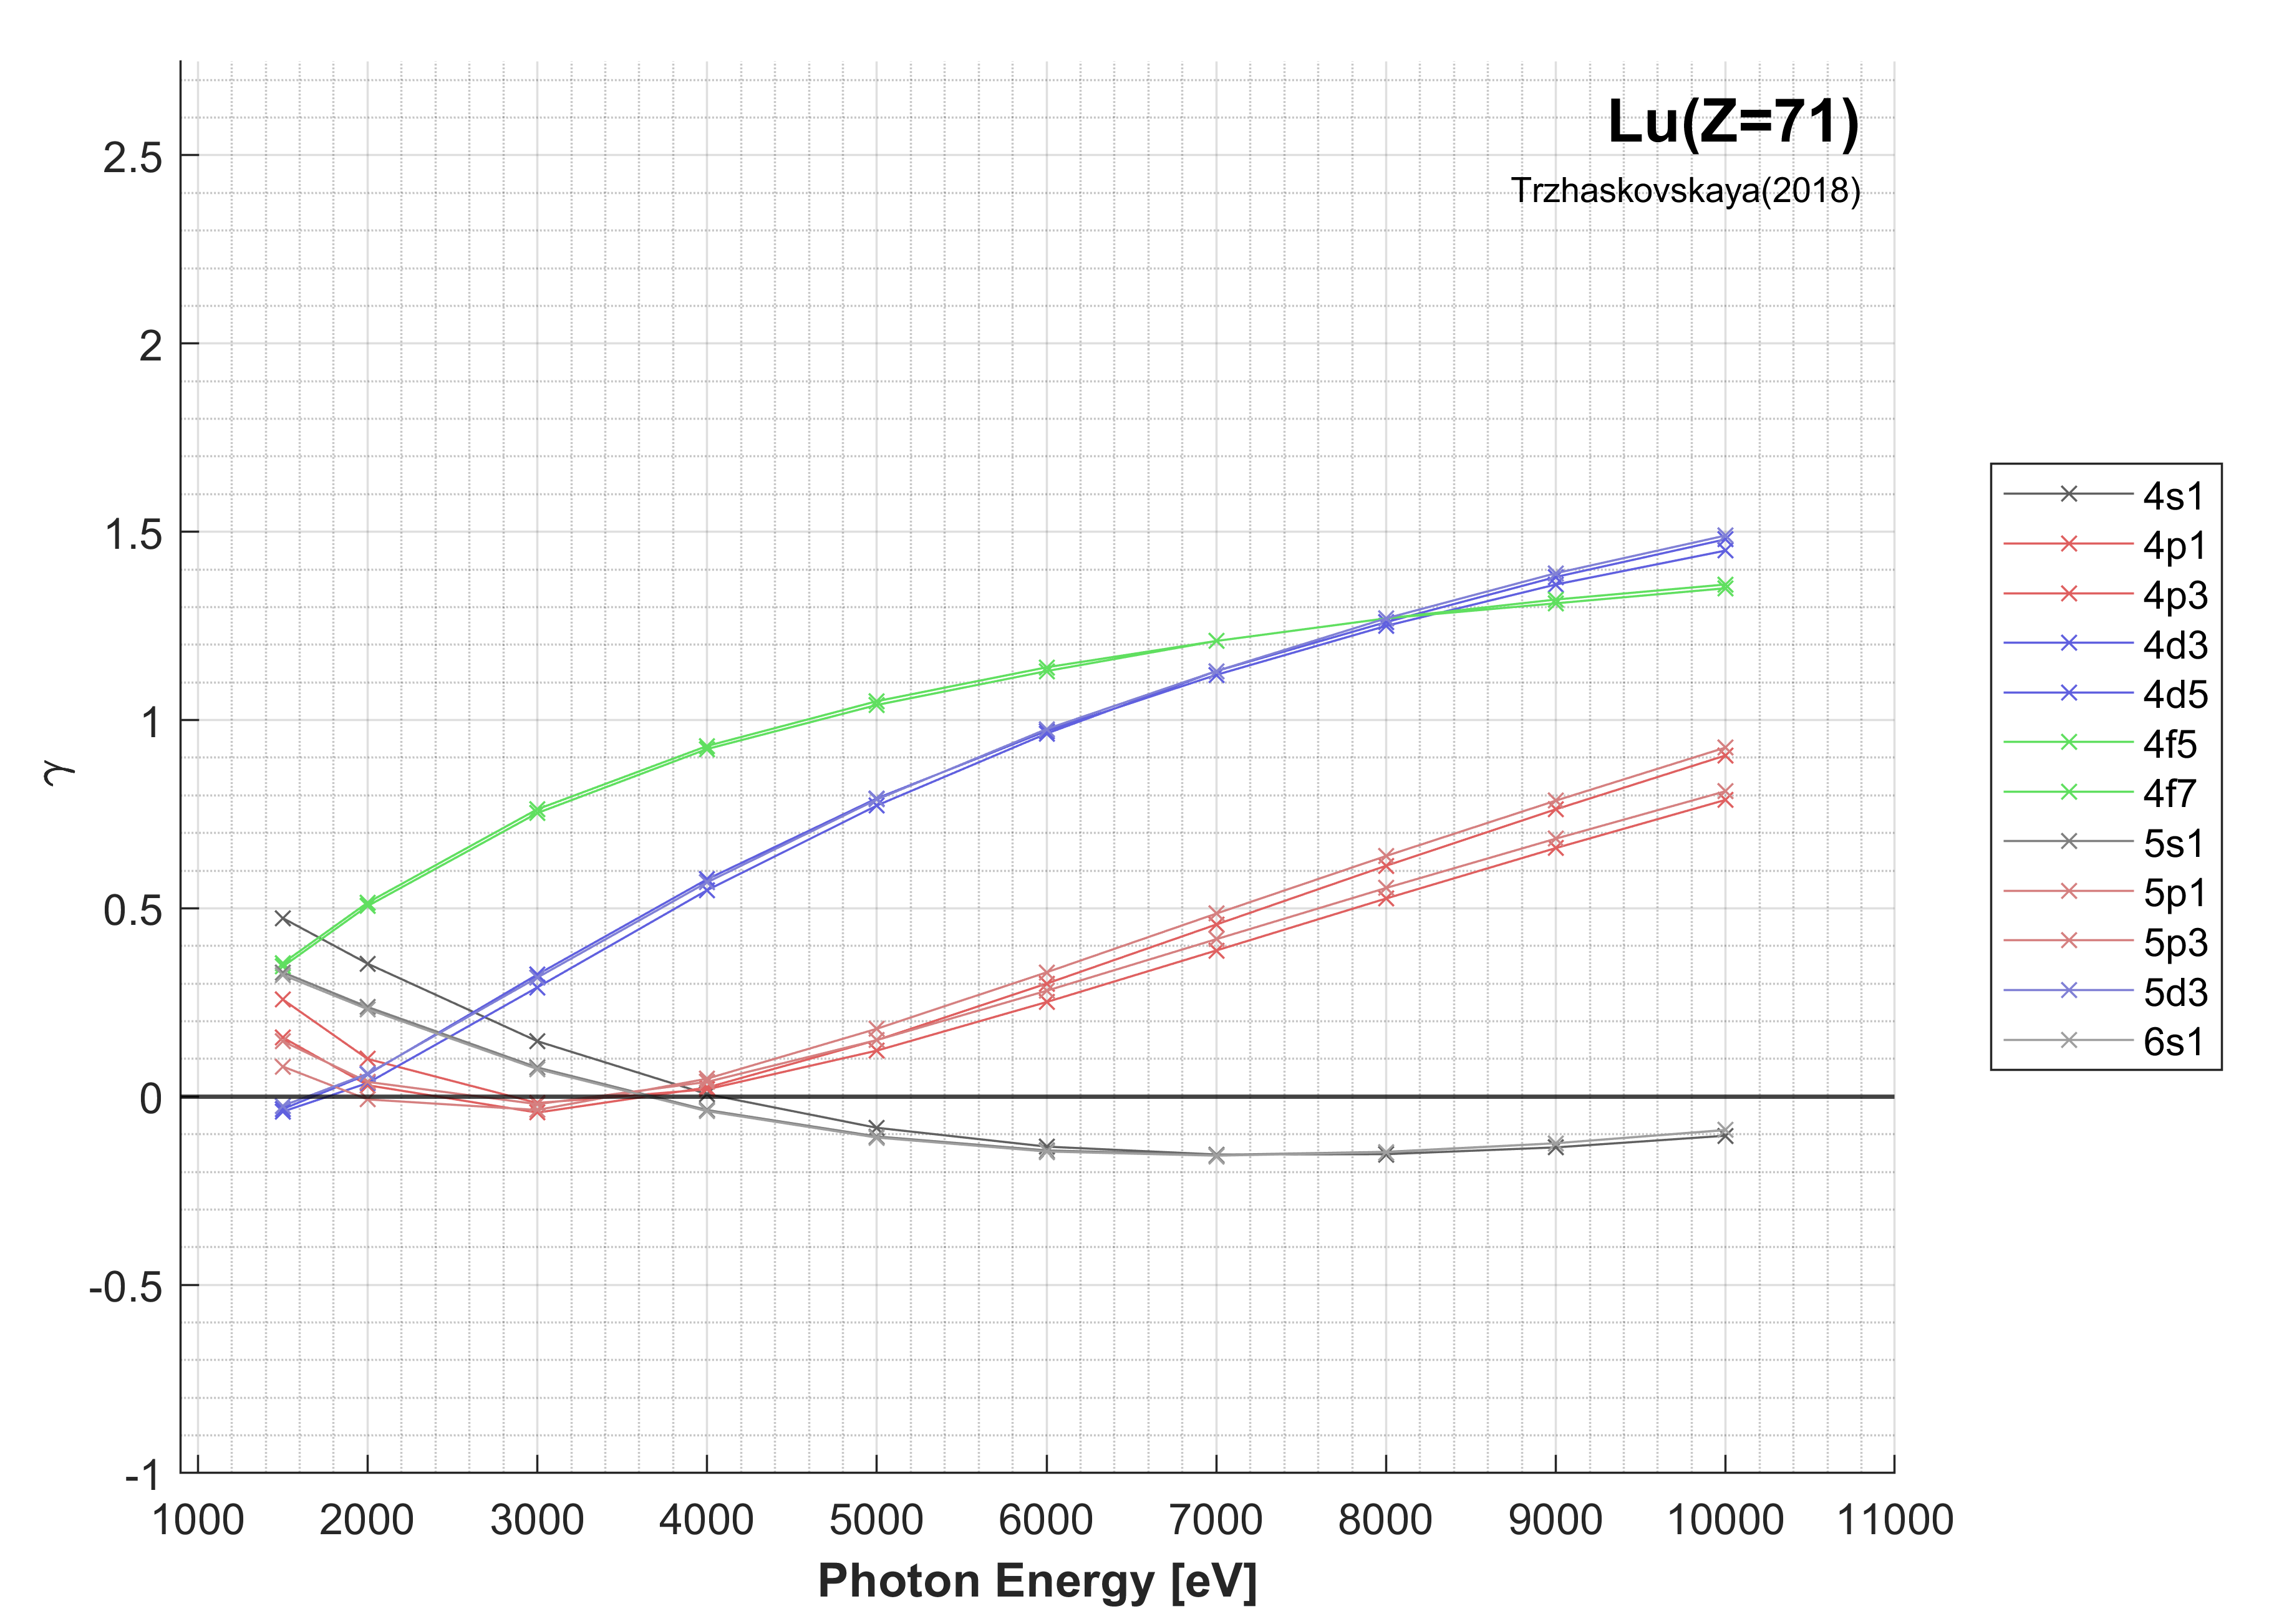 Lu(Z=71)
Trzhaskovskaya(2018)
2.5
2
1.5
1
0.5
0
-0.5
-1
γ
1000 2000 3000 4000 5000 6000 7000 8000 9000 10000 11000
Photon Energy [eV]
4s1
4p1
4p3
4d3
4d5
4f5
4f7
5s1
5p1
5p3
5d3
6s1